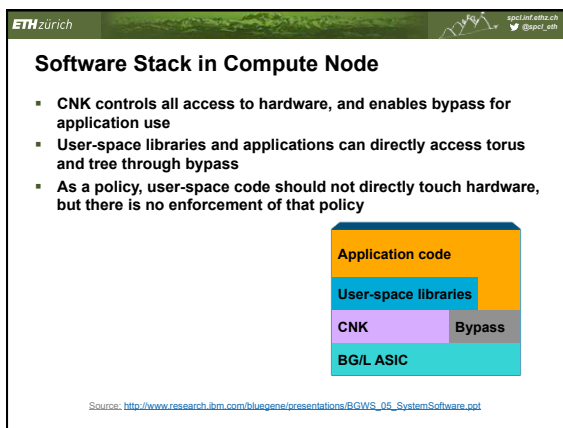 ETH zürich
spcl.inf.ethz.ch
@spcl_eth
Software Stack in Compute Node
CNK controls all access to hardware, and enables bypass for
application use
User-space libraries and applications can directly access torus
and tree through bypass
As a policy, user-space code should not directly touch hardware,
but there is no enforcement of that policy
Application code
User-space libraries
CNK Bypass
BG/L ASIC
Source: http://www.research.ibm.com/bluegene/presentations/BGWS_05_SystemSoftware.ppt